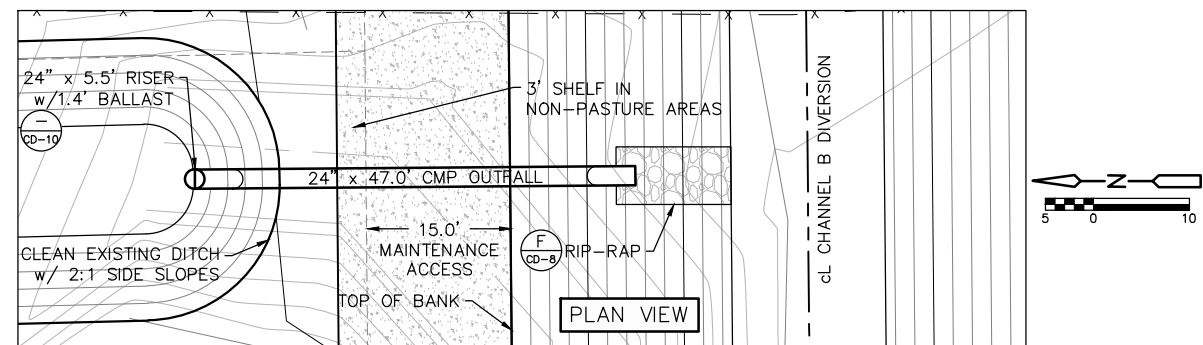 24" x 5.5' RISER
w/1.4' BALLAST
—
CD-10
3' SHELF IN
NON-PASTURE AREAS
24" x 47.0' CMP OUTFALL
CLEAN EXISTING DITCH
w/ 2:1 SIDE SLOPES
15.0'
MAINTENANCE
ACCESS
TOP OF BANK
F
CD-8
RIP-RAP
PLAN VIEW
cL CHANNEL B DIVERSION
N
5 0 10